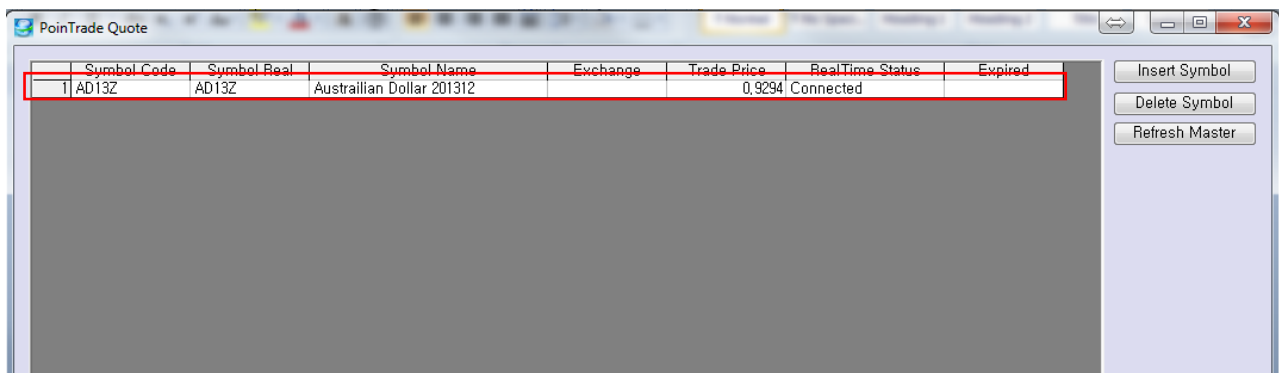 PoinTrade Quote
Symbol Code Symbol Real Symbol Name Exchange Trade Price RealTime Status Expired
1 AD13Z AD13Z Austrailian Dollar 201312 0,9294 Connected
Insert Symbol
Delete Symbol
Refresh Master